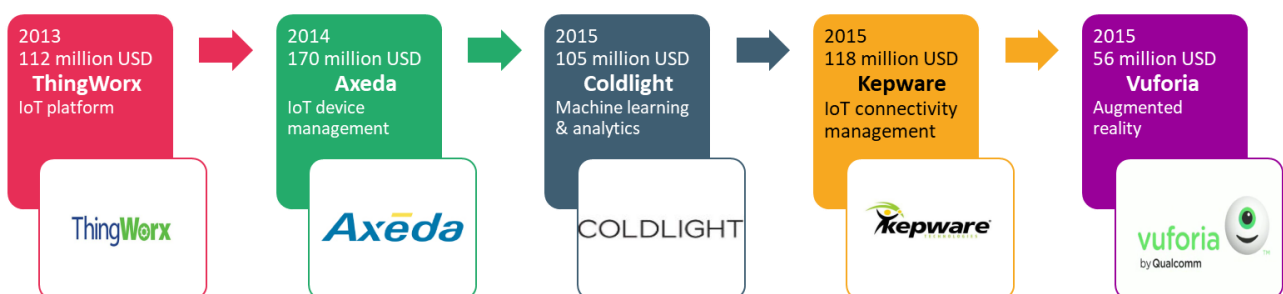 2013
112 million USD
ThingWorx
IoT platform
2014
170 million USD
Axeda
IoT device
management
2015
105 million USD
Coldlight
Machine learning
& analytics
2015
118 million USD
Kepware
IoT connectivity
management
2015
56 million USD
Vuforia
Augmented
reality
ThingWorx
Axēda
COLDLIGHT
kepware
TECHNOLOGIES
vuforia
by Qualcomm